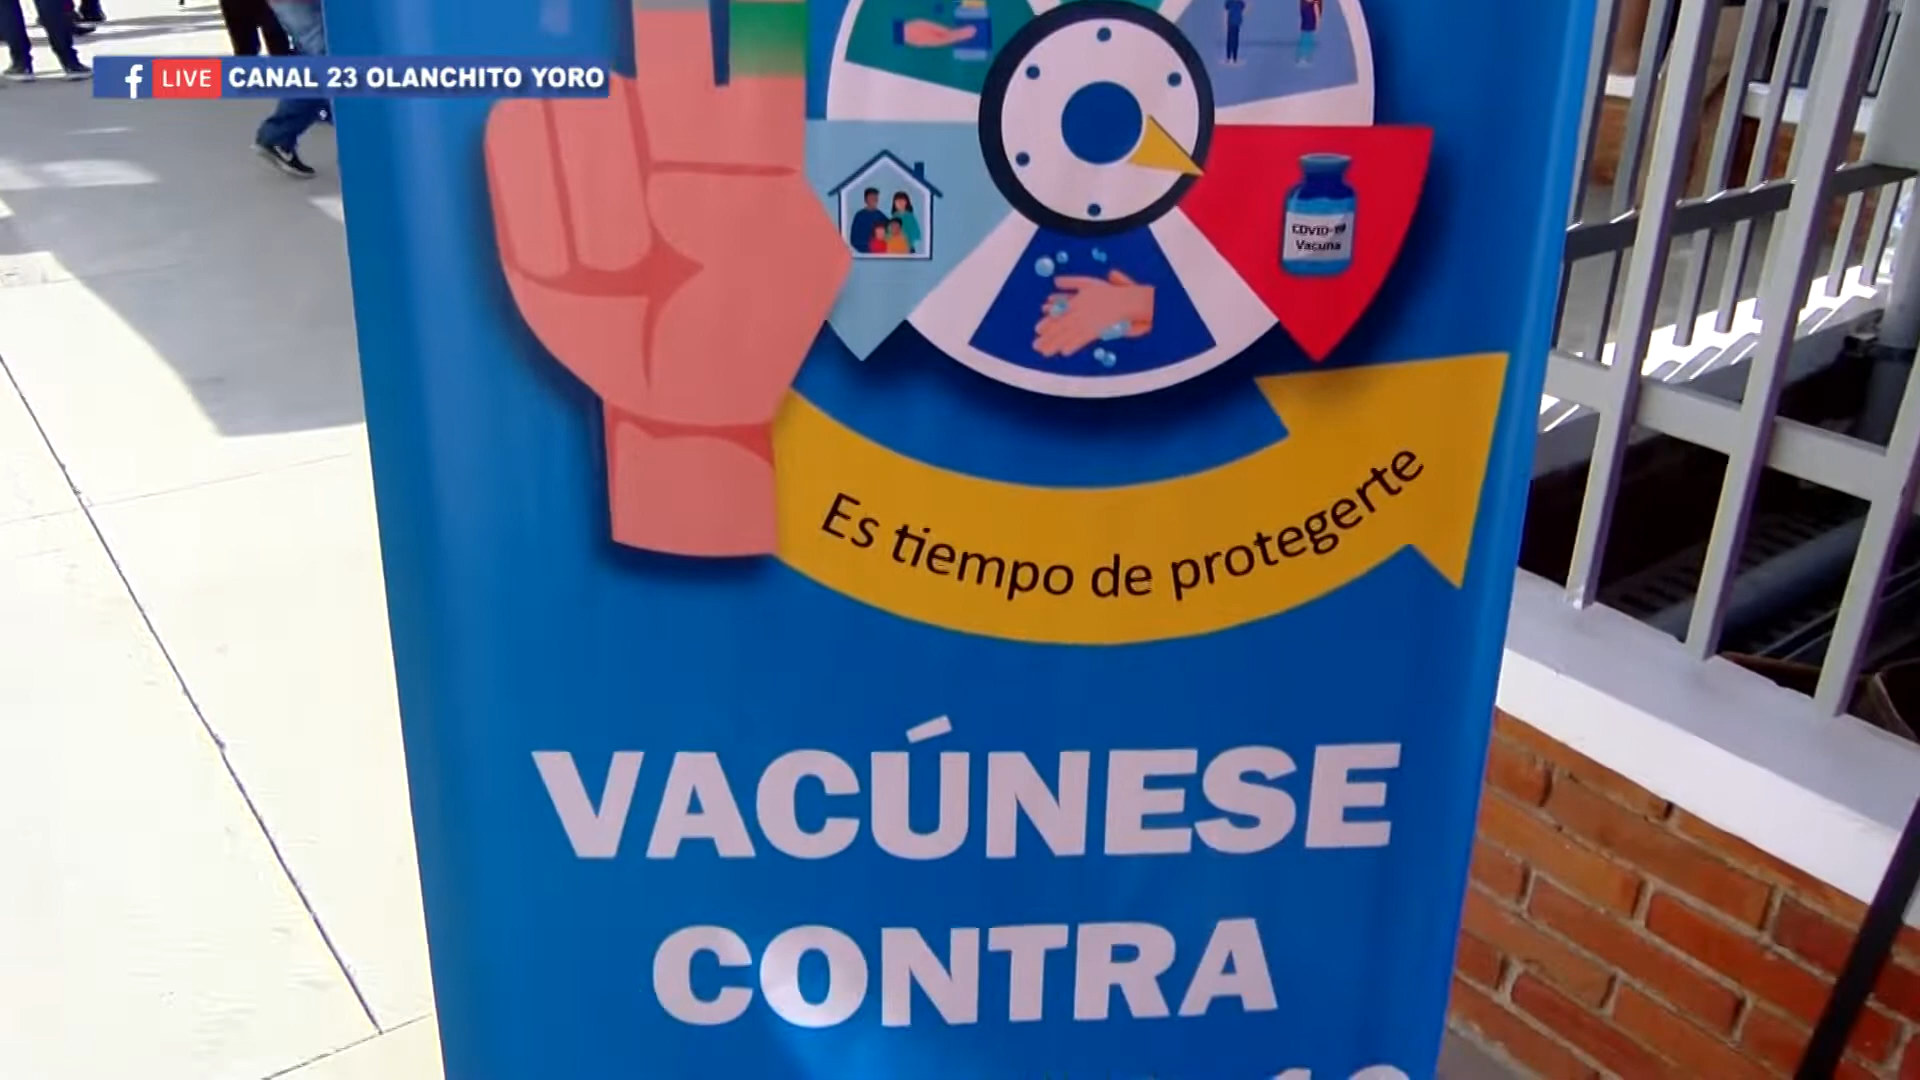 LIVE CANAL 23 OLANCHITO YORO
COVID-19
Vacuna
Es tiempo de protegerte
VACÚNESE
CONTRA